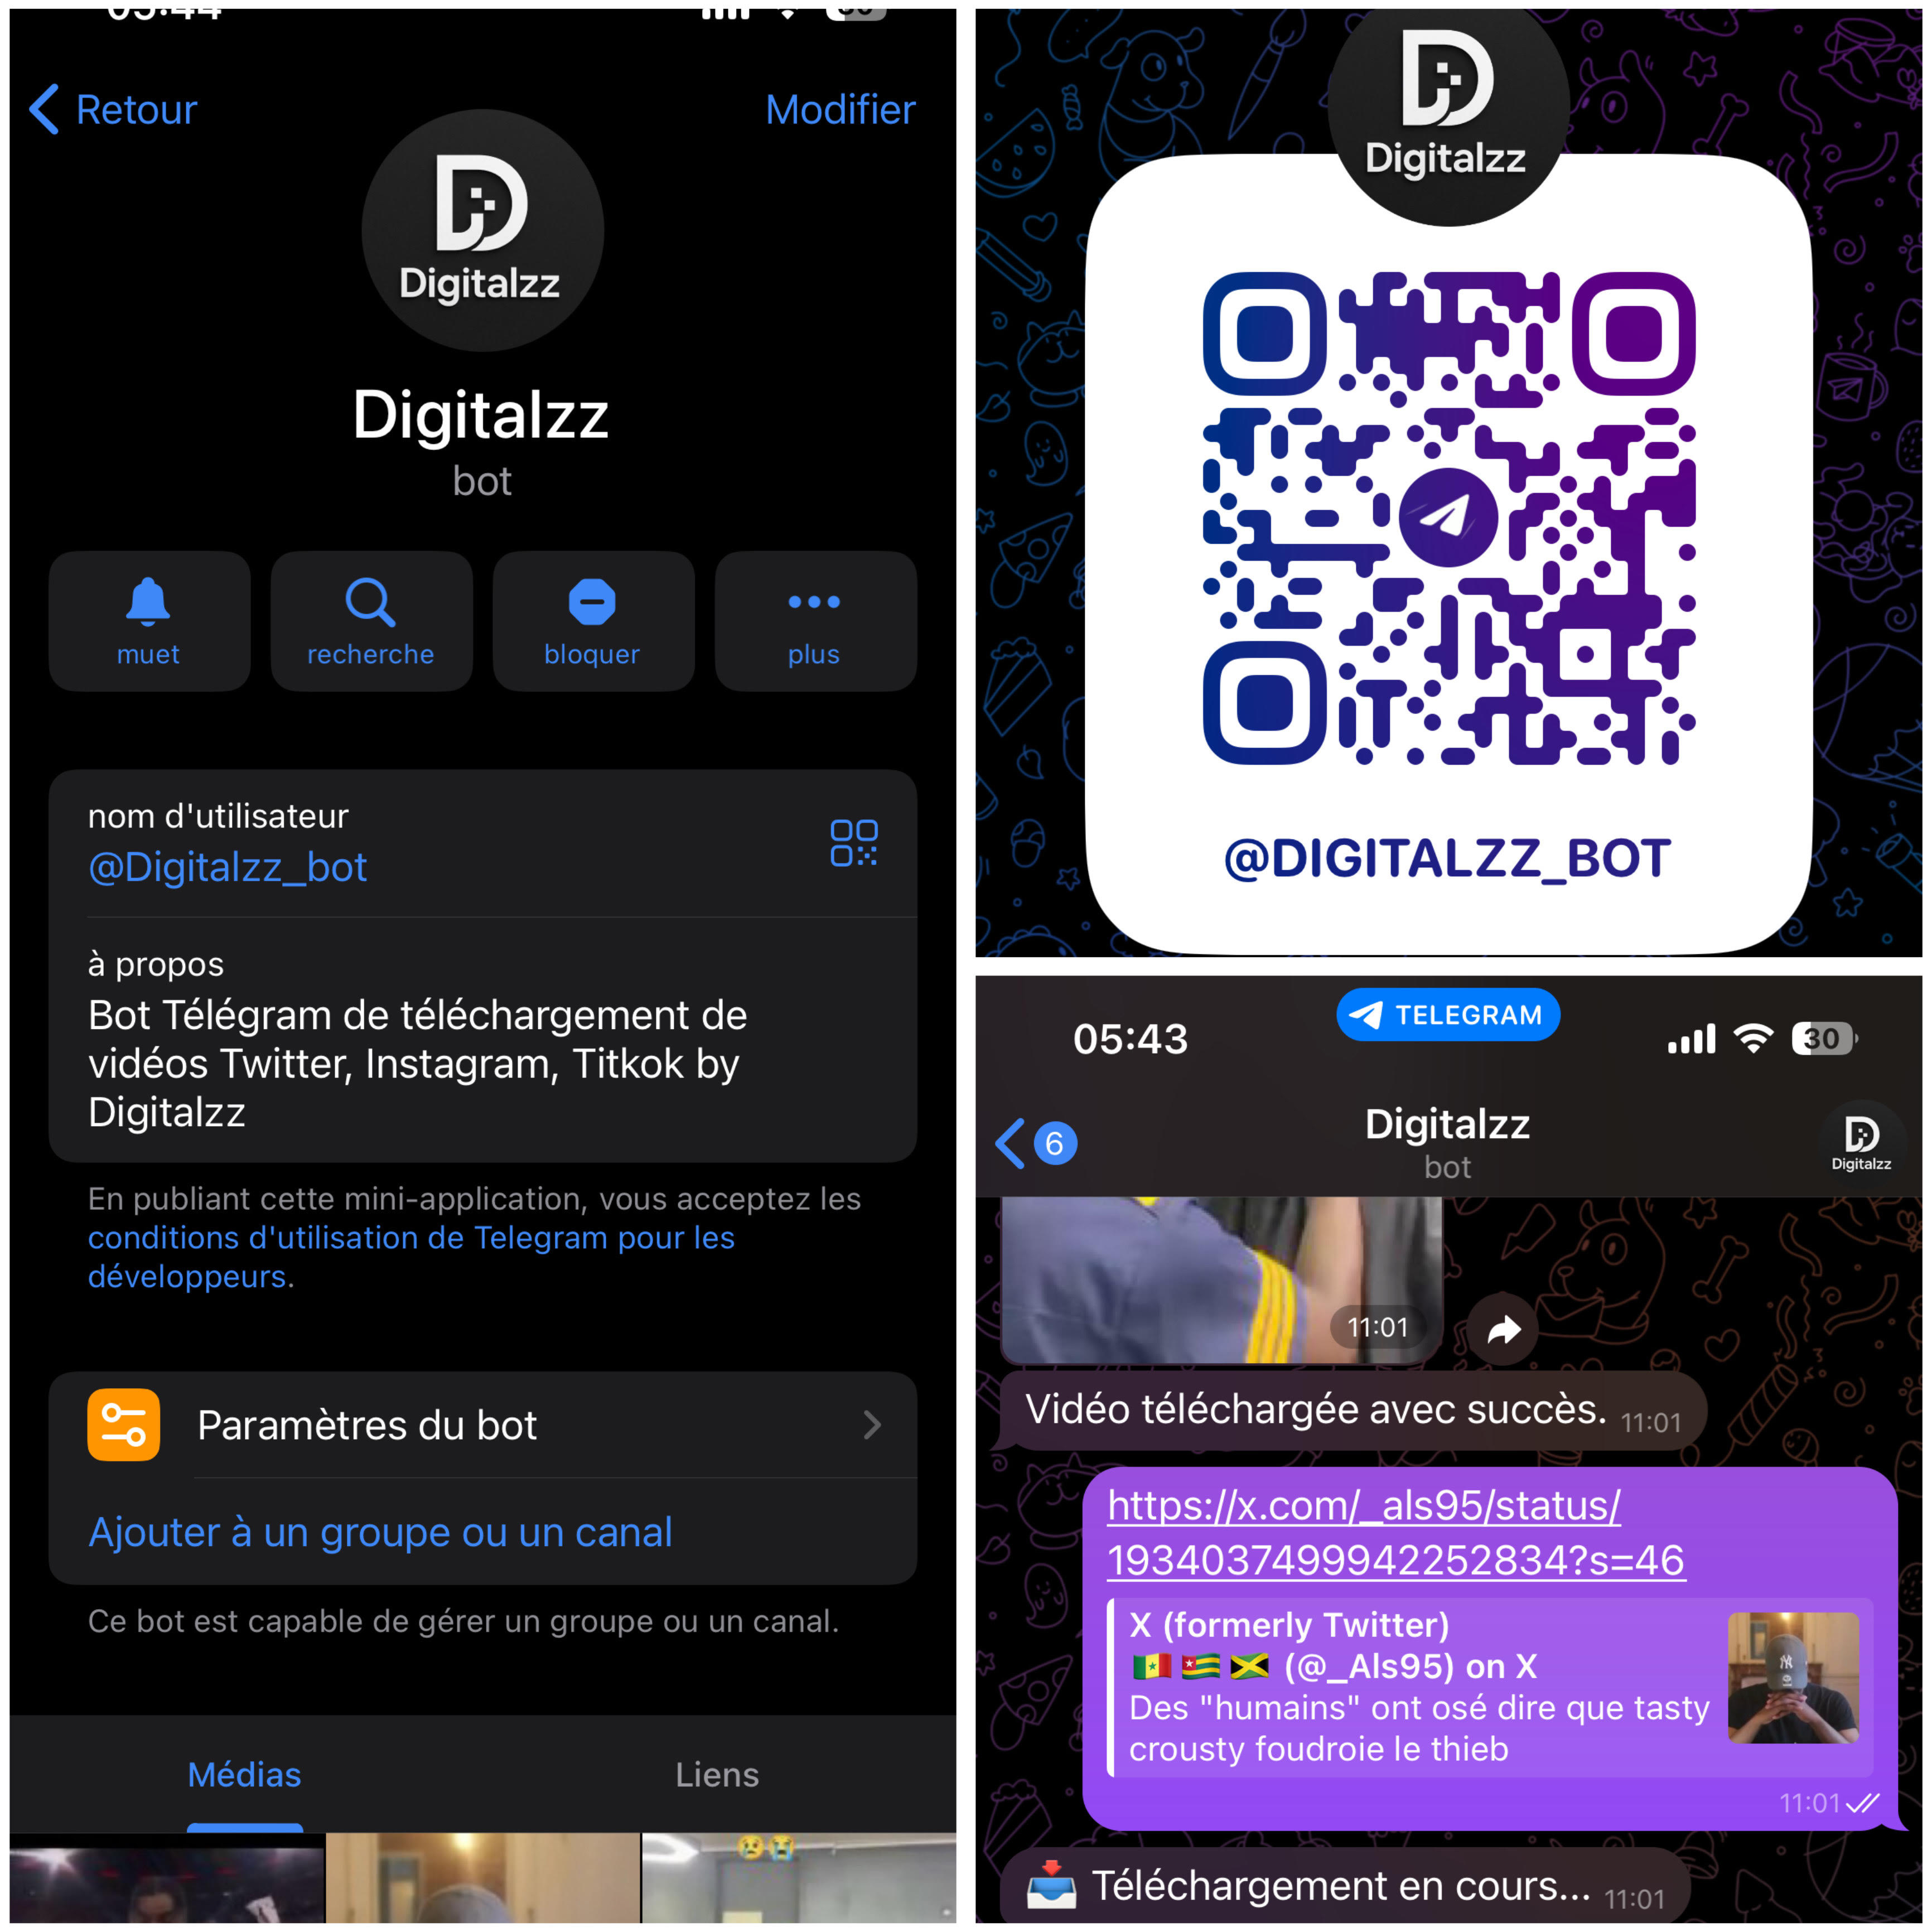 Retour
Modifier
Digitalzz
Digitalzz
bot
muet
recherche
bloquer
plus
nom d'utilisateur
@Digitalzz_bot
à propos
Bot Télégram de téléchargement de
vidéos Twitter, Instagram, Titkok by
Digitalzz
En publiant cette mini-application, vous acceptez les
conditions d'utilisation de Telegram pour les
développeurs.
Paramètres du bot
Ajouter à un groupe ou un canal
Ce bot est capable de gérer un groupe ou un canal.
Médias
Liens
Digitalzz
@DIGITALZZ_BOT
TELEGRAM
05:43
30
6
Digitalzz
bot
Digitalzz
11:01
Vidéo téléchargée avec succès. 11:01
https://x.com/_als95/status/
1934037499942252834?s=46
X (formerly Twitter)
🇸🇳 🇹🇬 🇯🇲 (@_Als95) on X
Des "humains" ont osé dire que tasty
crousty foudroie le thieb
11:01
📥 Téléchargement en cours... 11:01